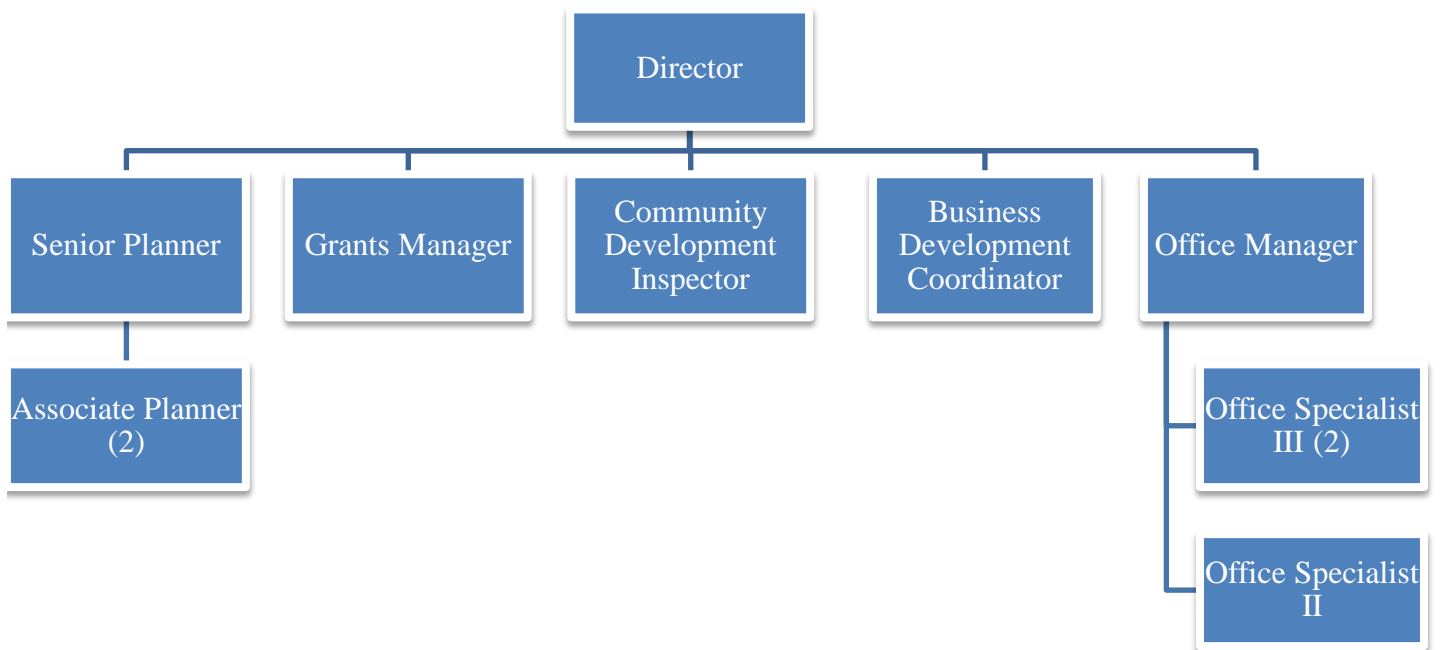 Director
Senior Planner
Grants Manager
Community
Development
Inspector
Business
Development
Coordinator
Office Manager
Associate Planner
(2)
Office Specialist
III (2)
Office Specialist
II